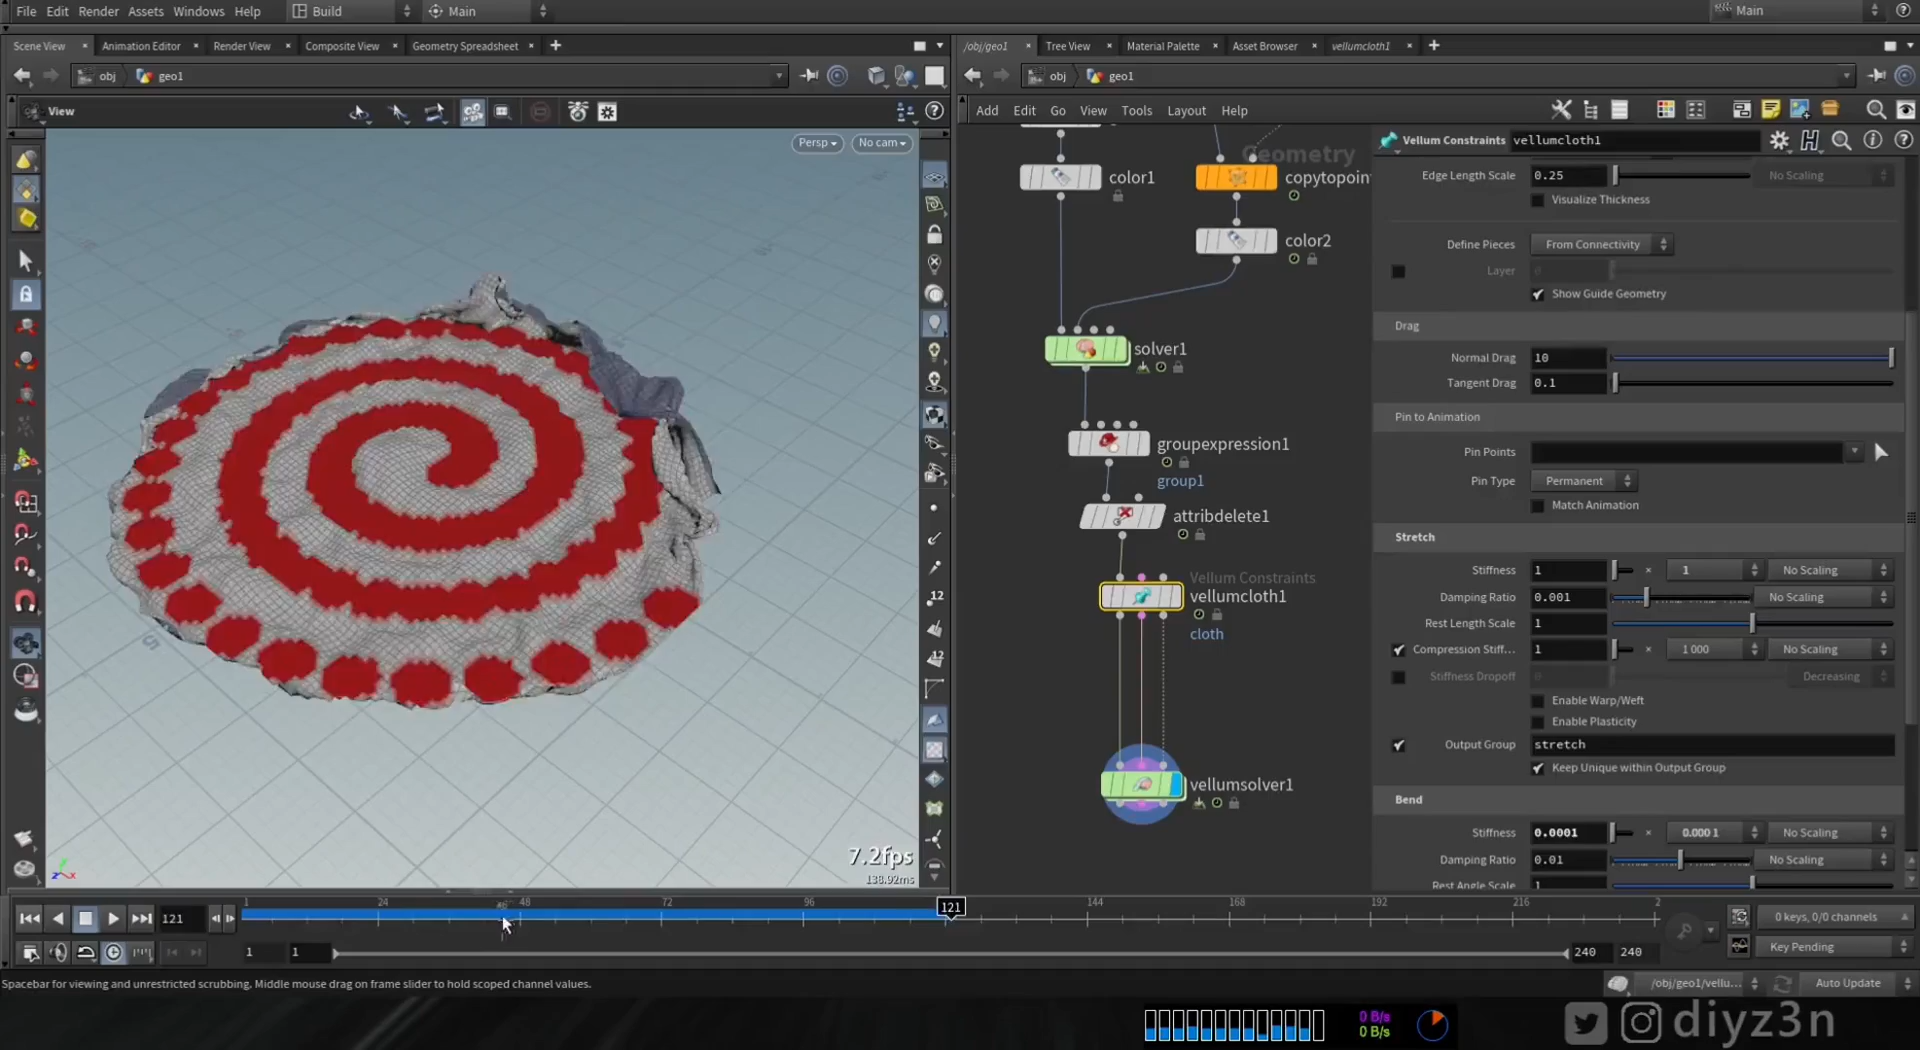 File Edit Render Assets Windows Help Build Main Main
Scene View Animation Editor Render View Composite View Geometry Spreadsheet
/obj/geo1 Tree View Material Palette Asset Browser vellumcloth1
obj geo1
obj geo1
View
Add Edit Go View Tools Layout Help
Persp No cam
Geometry
color1
copytopoin
color2
solver1
groupexpression1
group1
attribdelete1
Vellum Constraints
vellumcloth1
cloth
vellumsolver1
Vellum Constraints vellumcloth1
Edge Length Scale 0.25 No Scaling
Visualize Thickness
Define Pieces From Connectivity
Layer 0
Show Guide Geometry
Drag
Normal Drag 10
Tangent Drag 0.1
Pin to Animation
Pin Points
Pin Type Permanent
Match Animation
Stretch
Stiffness 1 × 1 No Scaling
Damping Ratio 0.001 No Scaling
Rest Length Scale 1
Compression Stiff... 1 × 1 000 No Scaling
Stiffness Dropoff 0 Decreasing
Enable Warp/Weft
Enable Plasticity
Output Group stretch
Keep Unique within Output Group
Bend
Stiffness 0.0001 × 0.000 1 No Scaling
Damping Ratio 0.01 No Scaling
Rest Angle Scale 1
12
12
7.2fps
138.92ms
121 1 24 48 72 96 121 144 168 192 216 2
0 keys, 0/0 channels
1 1 240 240 Key Pending
Spacebar for viewing and unrestricted scrubbing. Middle mouse drag on frame slider to hold scoped channel values. /obj/geo1/vellu... Auto Update
0 B/s
0 B/s
diyz3n